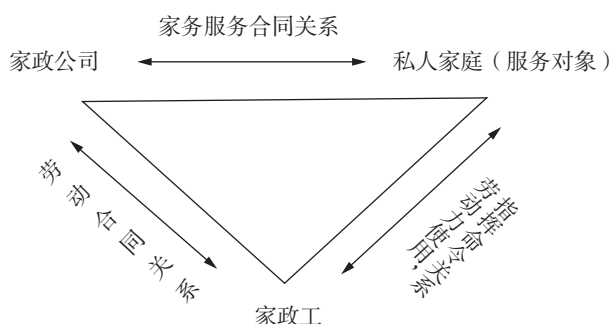 家务服务合同关系
家政公司
私人家庭（服务对象）
劳动合同关系
劳动力使用，
指挥命令关系
家政工